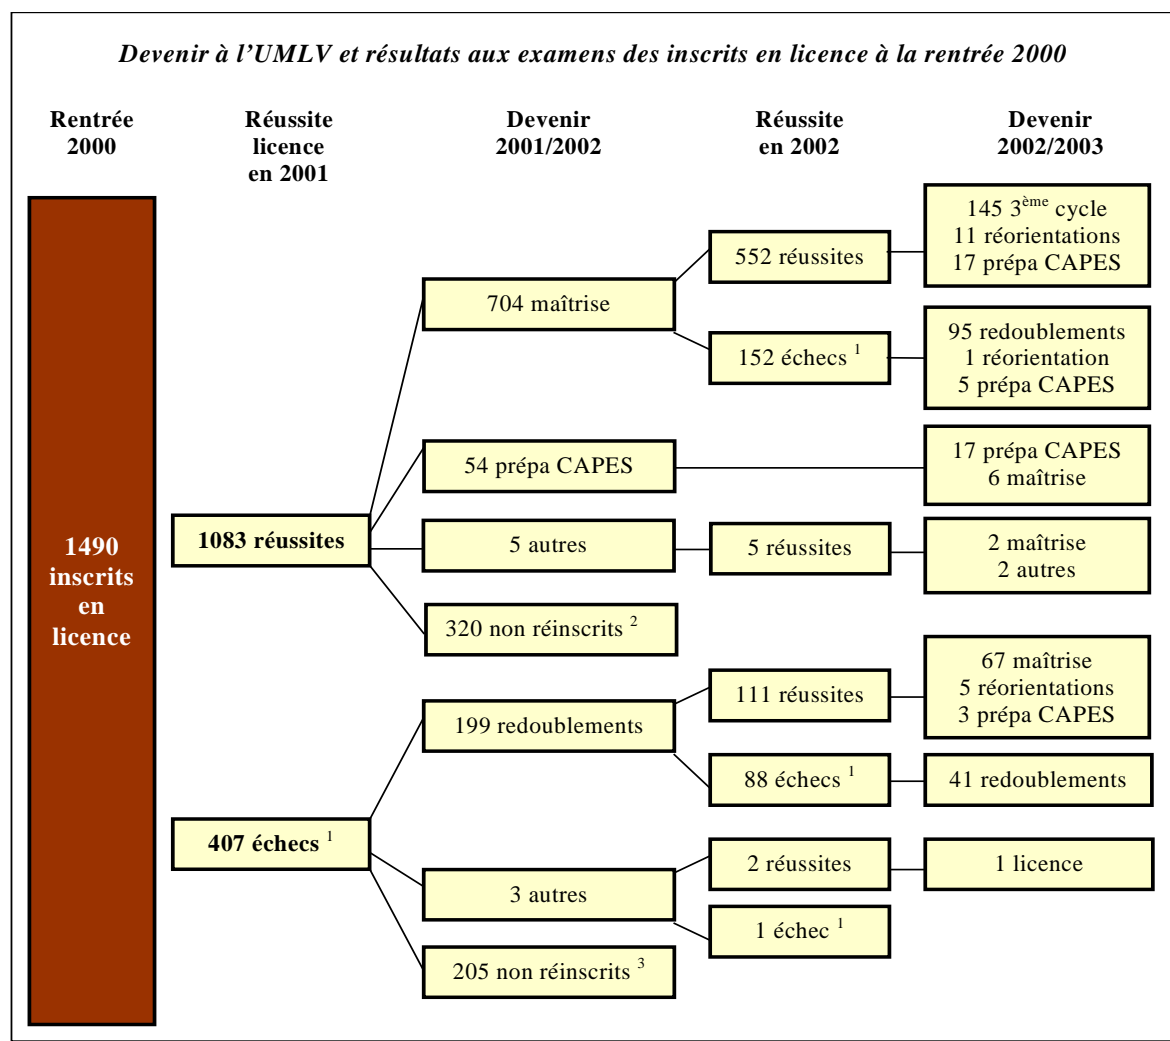 Devenir à l'UMLV et résultats aux examens des inscrits en licence à la rentrée 2000
Rentrée
2000
Réussite
licence
en 2001
Devenir
2001/2002
Réussite
en 2002
Devenir
2002/2003
1490
inscrits
en
licence
1083 réussites
704 maîtrise
552 réussites
145 3ème cycle
11 réorientations
17 prépa CAPES
152 échecs 1
95 redoublements
1 réorientation
5 prépa CAPES
54 prépa CAPES
17 prépa CAPES
6 maîtrise
5 autres
5 réussites
2 maîtrise
2 autres
320 non réinscrits 2
407 échecs 1
199 redoublements
111 réussites
67 maîtrise
5 réorientations
3 prépa CAPES
88 échecs 1
41 redoublements
3 autres
2 réussites
1 licence
1 échec 1
205 non réinscrits 3